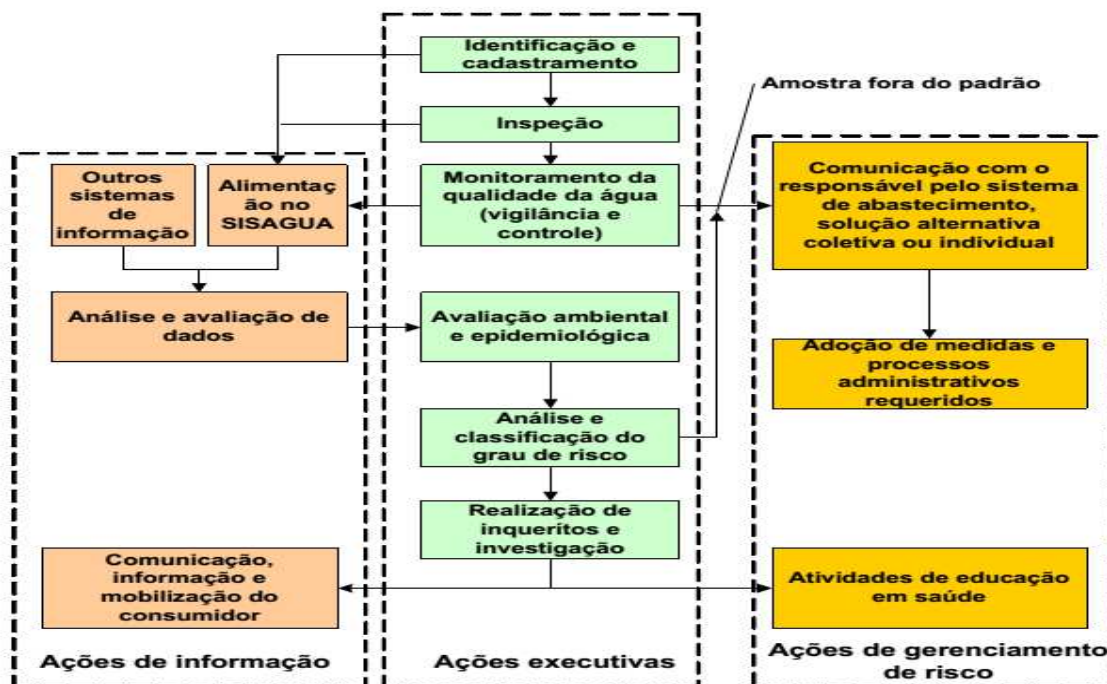 Identificação e
cadastramento
Amostra fora do padrão
Inspeção
Outros
sistemas
de
informação
Alimentaç
ão no
SISAGUA
Monitoramento da
qualidade da água
(vigilância e
controle)
Comunicação com o
responsável pelo sistema
de abastecimento,
solução alternativa
coletiva ou individual
Análise e avaliação de
dados
Avaliação ambiental
e epidemiológica
Adoção de medidas e
processos
administrativos
requeridos
Análise e
classificação do
grau de risco
Realização de
inqueritos e
investigação
Comunicação,
informação e
mobilização do
consumidor
Atividades de educação
em saúde
Ações de informação
Ações executivas
Ações de gerenciamento
de risco